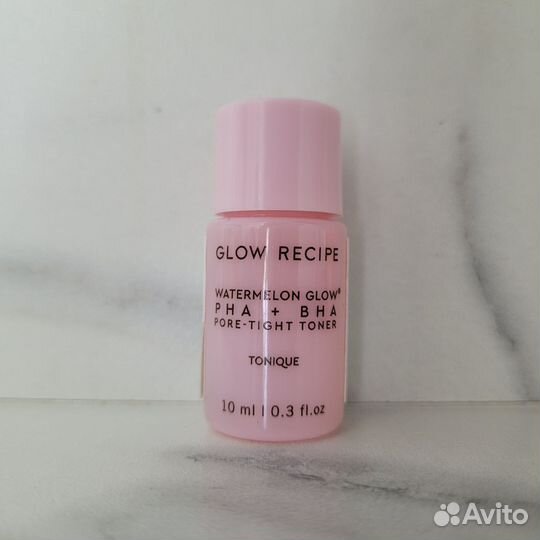 GLOW RECIPE
WATERMELON GLOW®
PHA + BHA
PORE-TIGHT TONER
TONIQUE
10 ml | 0.3 fl.oz
Avito